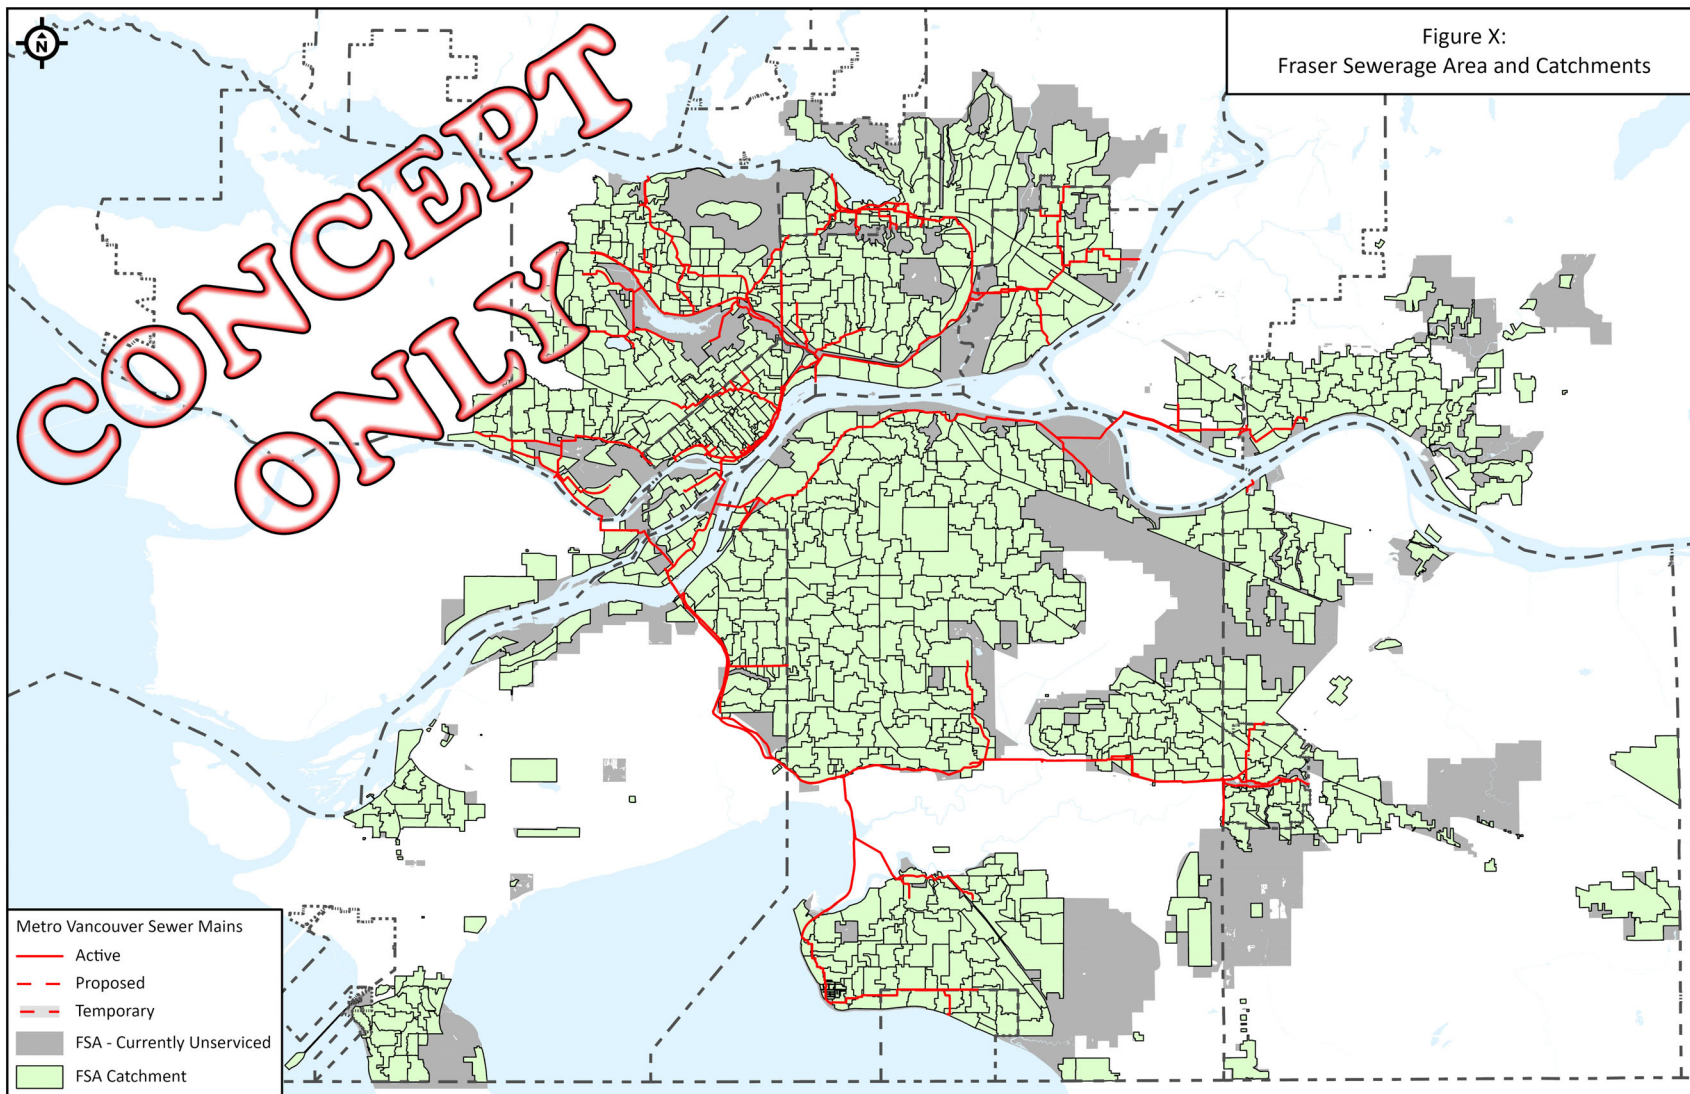 N
Figure X:
Fraser Sewerage Area and Catchments
CONCEPT
ONLY
Metro Vancouver Sewer Mains
Active
Proposed
Temporary
FSA - Currently Unserviced
FSA Catchment